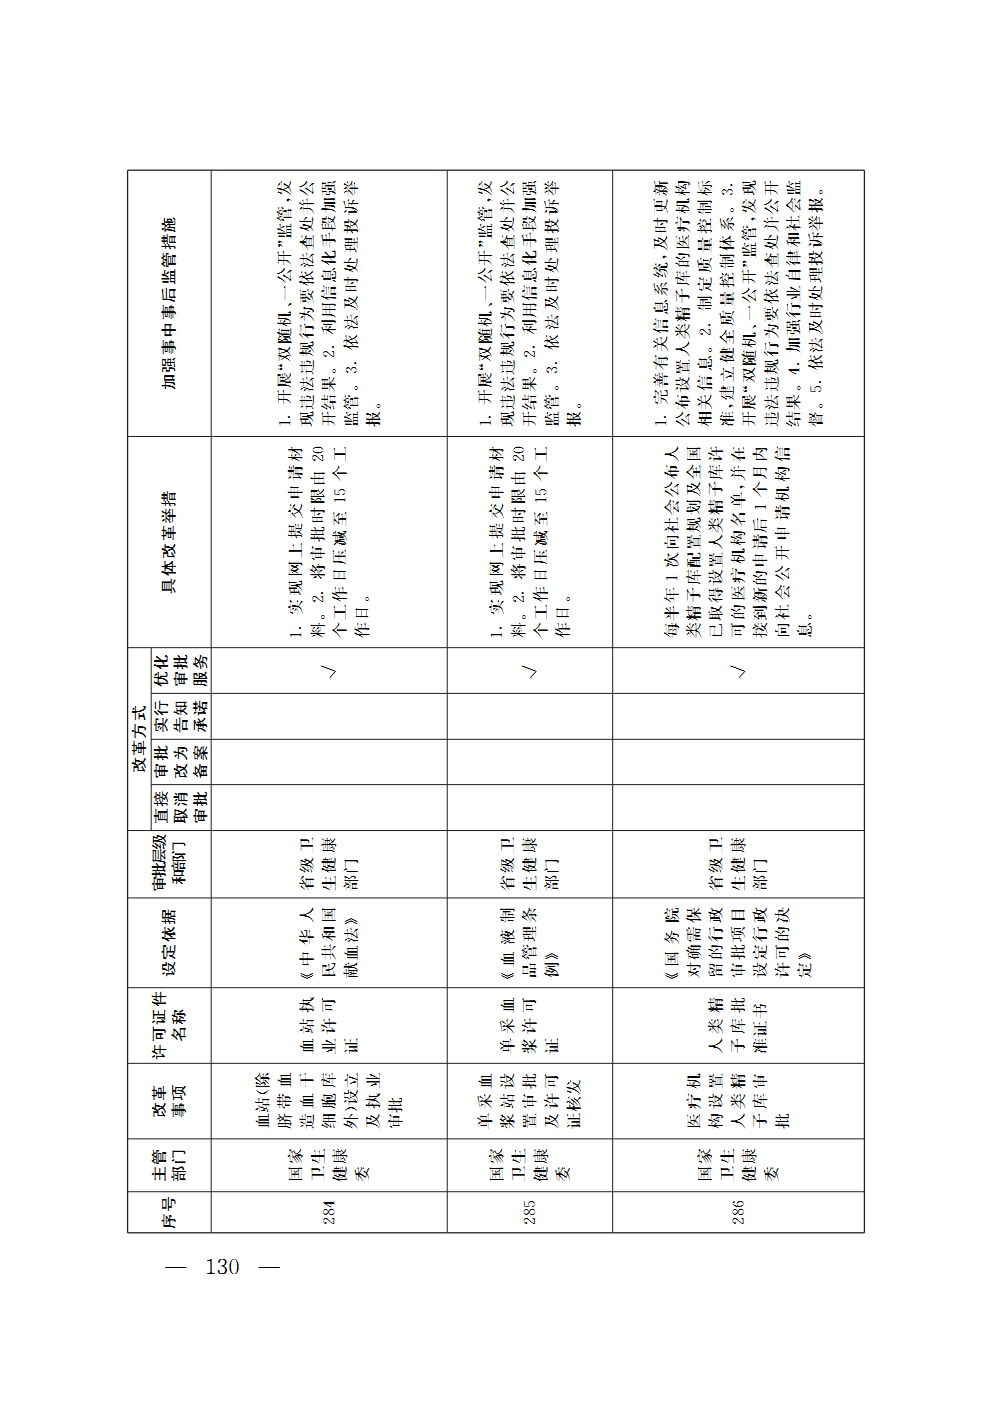 序号
主管
部门
改革
事项
许可证件
名称
设定依据
审批层级
和部门
改革方式
直接
取消
审批
审批
改为
备案
实行
告知
承诺
优化
审批
服务
具体改革举措
加强事中事后监管措施
284
国家
卫生
健康
委
血站(除
脐带血
造血干
细胞库
外)设立
及执业
审批
血站执
业许可
证
《中华人
民共和国
献血法》
省级卫
生健康
部门
√
1. 实现网上提交申请材
料。2. 将审批时限由 20
个工作日压减至 15 个工
作日。
1. 开展“双随机、一公开”监管,发
现违法违规行为要依法查处并公
开结果。2. 利用信息化手段加强
监管。3. 依法及时处理投诉举
报。
285
国家
卫生
健康
委
单采血
浆站设
置审批
及许可
证核发
单采血
浆许可
证
《血液制
品管理条
例》
省级卫
生健康
部门
√
1. 实现网上提交申请材
料。2. 将审批时限由 20
个工作日压减至 15 个工
作日。
1. 开展“双随机、一公开”监管,发
现违法违规行为要依法查处并公
开结果。2. 利用信息化手段加强
监管。3. 依法及时处理投诉举
报。
286
国家
卫生
健康
委
医疗机
构设置
人类精
子库审
批
人类精
子库批
准证书
《国务院
对确需保
留的行政
审批项目
设定行政
许可的决
定》
省级卫
生健康
部门
√
每半年 1 次向社会公布人
类精子库配置规划及全国
已取得设置人类精子库许
可的医疗机构名单,并在
接到新的申请后 1 个月内
向社会公开申请机构信
息。
1. 完善有关信息系统,及时更新
公布设置人类精子库的医疗机构
相关信息。2. 制定质量控制标
准,建立健全质量控制体系。3.
开展“双随机、一公开”监管,发现
违法违规行为要依法查处并公开
结果。4. 加强行业自律和社会监
督。5. 依法及时处理投诉举报。
— 130 —